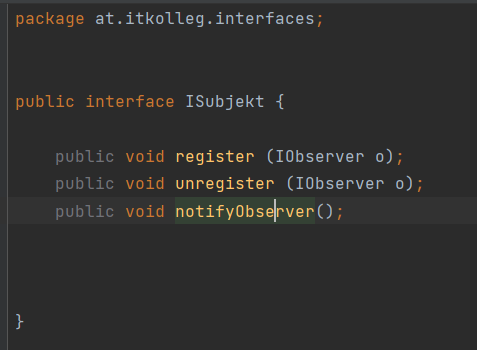 package at.itkolleg.interfaces;
public interface ISubjekt {
public void register (IObserver o);
public void unregister (IObserver o);
public void notifyObserver();
}